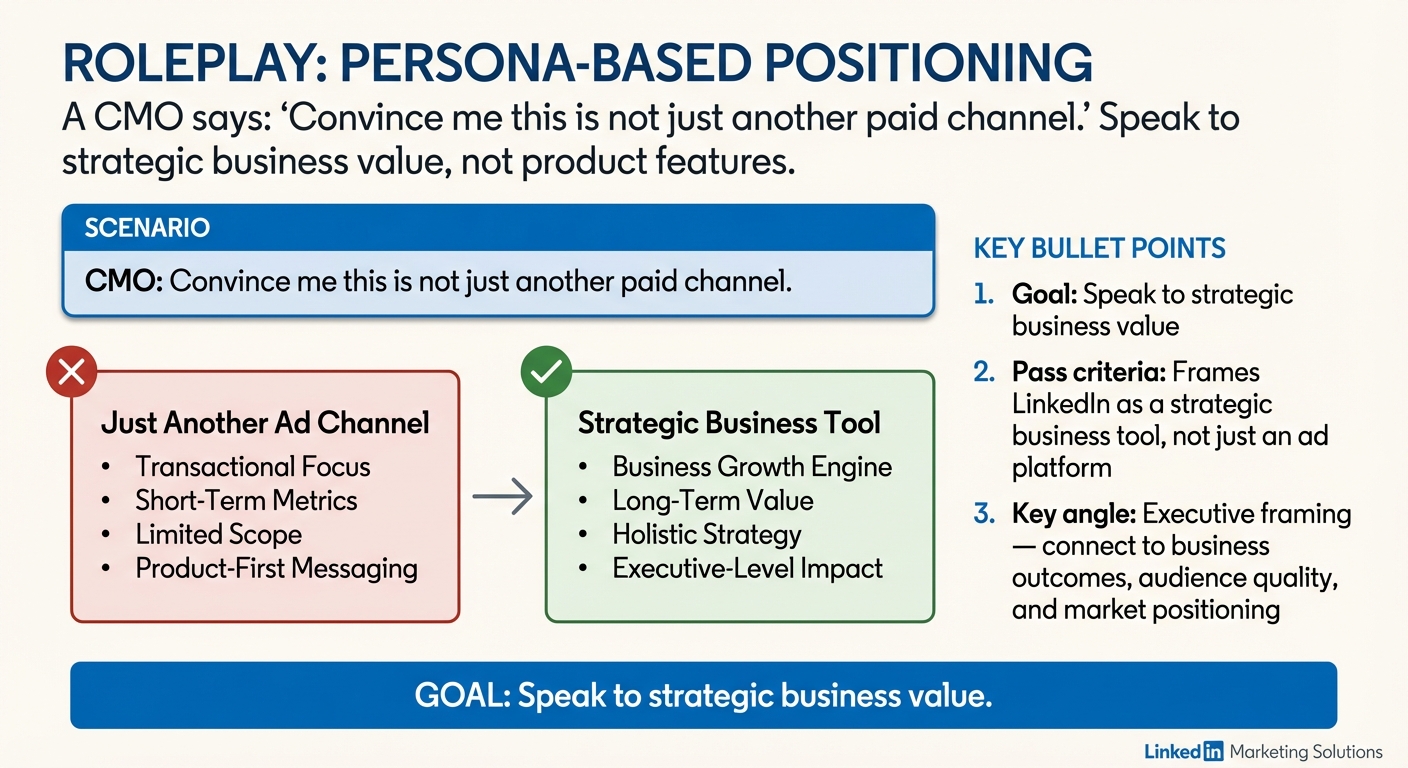 ROLEPLAY: PERSONA-BASED POSITIONING
A CMO says: ‘Convince me this is not just another paid channel.’ Speak to
strategic business value, not product features.
SCENARIO
CMO: Convince me this is not just another paid channel.
Just Another Ad Channel
• Transactional Focus
• Short-Term Metrics
• Limited Scope
• Product-First Messaging
Strategic Business Tool
• Business Growth Engine
• Long-Term Value
• Holistic Strategy
• Executive-Level Impact
KEY BULLET POINTS
1. Goal: Speak to strategic
business value
2. Pass criteria: Frames
LinkedIn as a strategic
business tool, not just an ad
platform
3. Key angle: Executive framing
— connect to business
outcomes, audience quality,
and market positioning
GOAL: Speak to strategic business value.
Linked in Marketing Solutions